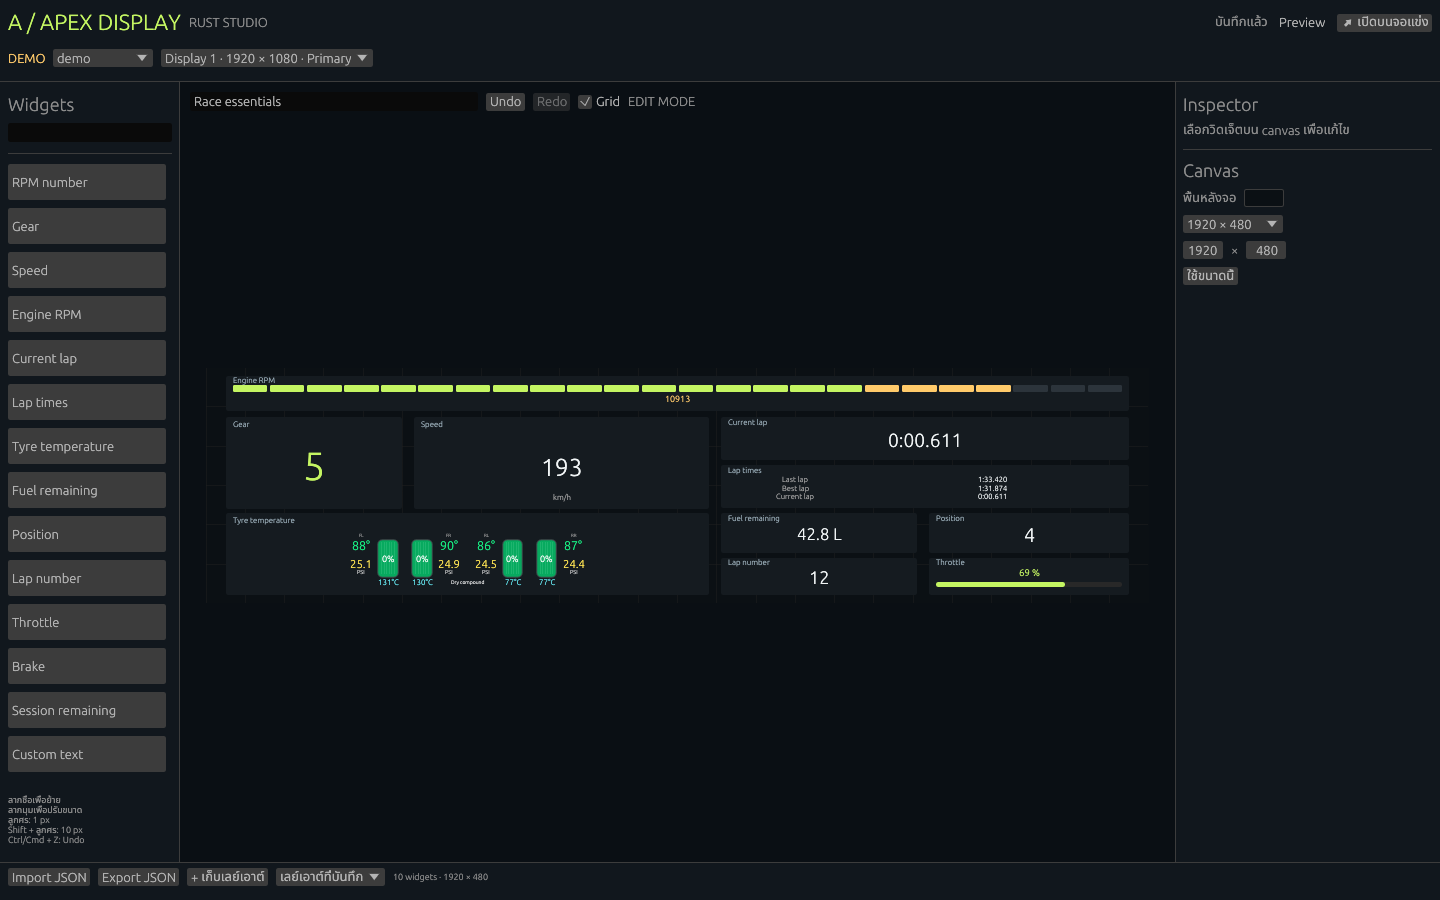 A / APEX DISPLAY RUST STUDIO
บันทึกแล้ว Preview เปิดบนจอแข่ง
DEMO demo Display 1 · 1920 × 1080 · Primary
Widgets
RPM number
Gear
Speed
Engine RPM
Current lap
Lap times
Tyre temperature
Fuel remaining
Position
Lap number
Throttle
Brake
Session remaining
Custom text
ลากชื่อเพื่อย้าย
ลากมุมเพื่อปรับขนาด
ลูกศร: 1 px
Shift + ลูกศร: 10 px
Ctrl/Cmd + Z: Undo
Race essentials Undo Redo Grid EDIT MODE
Engine RPM
10913
Gear
5
Speed
193
km/h
Current lap
0:00.611
Lap times
Last lap 1:33.420
Best lap 1:31.874
Current lap 0:00.611
Tyre temperature
FL FR RL RR
88° 90° 86° 87°
0% 0% 0% 0%
25.1 24.9 24.5 24.4
PSI PSI PSI PSI
131°C 130°C Dry compound 77°C 77°C
Fuel remaining
42.8 L
Position
4
Lap number
12
Throttle
69 %
Inspector
เลือกวิดเจ็ตบน canvas เพื่อแก้ไข
Canvas
พื้นหลังจอ
1920 × 480
1920 × 480
ใช้ขนาดนี้
Import JSON Export JSON + เก็บเลย์เอาต์ เลย์เอาต์ที่บันทึก 10 widgets · 1920 × 480